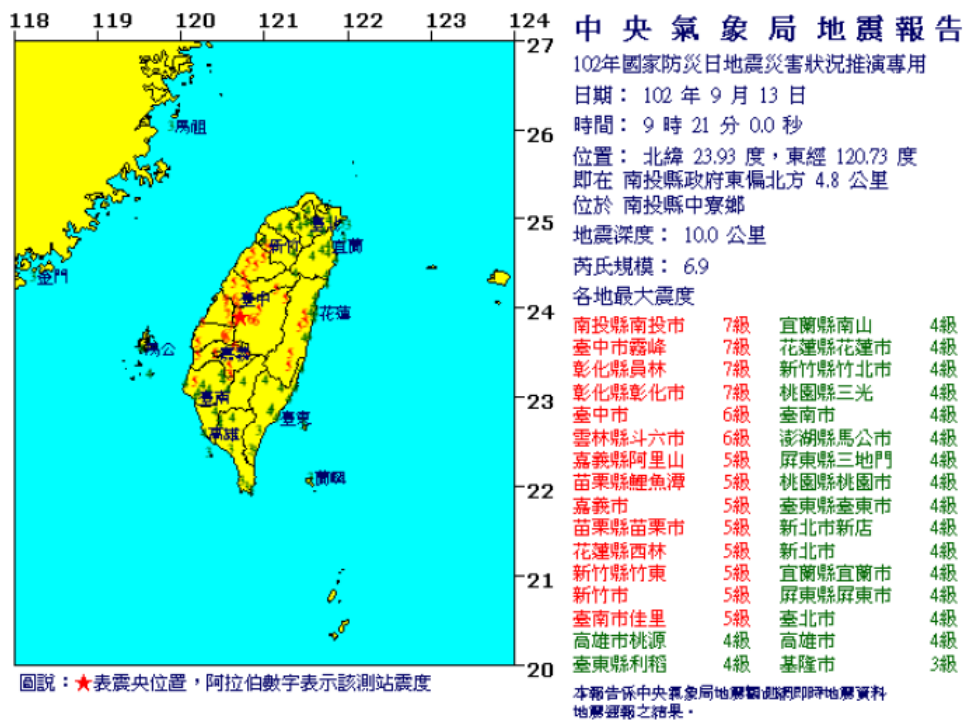 118 119 120 121 122 123 124
27
26
25
24
23
22
21
20
馬祖
金門
臺北
新竹
宜蘭
臺中
花蓮
馬公
嘉義
臺南
高雄
臺東
蘭嶼
圖說：★表震央位置，阿拉伯數字表示該測站震度
中央氣象局地震報告
102年國家防災日地震災害狀況推演專用
日期： 102 年 9 月 13 日
時間： 9 時 21 分 0.0 秒
位置： 北緯 23.93 度，東經 120.73 度
即在 南投縣政府東偏北方 4.8 公里
位於 南投縣中寮鄉
地震深度： 10.0 公里
芮氏規模： 6.9
各地最大震度
南投縣南投市 7級 宜蘭縣南山 4級
臺中市霧峰 7級 花蓮縣花蓮市 4級
彰化縣員林 7級 新竹縣竹北市 4級
彰化縣彰化市 7級 桃園縣三光 4級
臺中市 6級 臺南市 4級
雲林縣斗六市 6級 澎湖縣馬公市 4級
嘉義縣阿里山 5級 屏東縣三地門 4級
苗栗縣鯉魚潭 5級 桃園縣桃園市 4級
嘉義市 5級 臺東縣臺東市 4級
苗栗縣苗栗市 5級 新北市新店 4級
花蓮縣西林 5級 新北市 4級
新竹縣竹東 5級 宜蘭縣宜蘭市 4級
新竹市 5級 屏東縣屏東市 4級
臺南市佳里 5級 臺北市 4級
高雄市桃源 4級 高雄市 4級
臺東縣利稻 4級 基隆市 3級
本報告係中央氣象局地震觀測網即時地震資料
地震速報之結果。